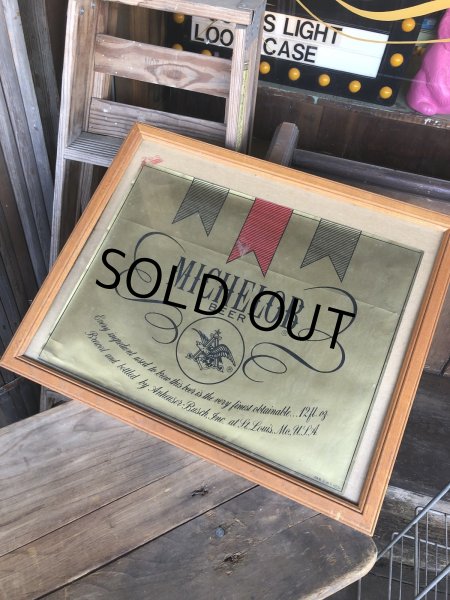 S LIGHT
LOO CASE
MICHELOB
BEER
SOLD OUT
Every ingredient used to brew this beer is the very finest obtainable... 12 fl. oz
Brewed and bottled by Anheuser-Busch, Inc. at St. Louis, Mo., U.S.A.